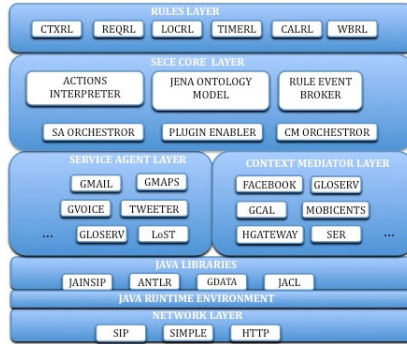 RULES LAYER
CTXRL REQRL LOCRL TIMERL CALRL WBRL
SECE CORE LAYER
ACTIONS INTERPRETER
JENA ONTOLOGY MODEL
RULE EVENT BROKER
SA ORCHESTROR PLUGIN ENABLER CM ORCHESTROR
SERVICE AGENT LAYER
GMAIL GMAPS
GVOICE TWEETER
... GLOSERV LoST
CONTEXT MEDIATOR LAYER
FACEBOOK GLOSERV
GCAL MOBICENTS
HGATEWAY SER ...
JAVA LIBRARIES
JAINSIP ANTLR GDATA JACL
JAVA RUNTIME ENVIRONMENT
NETWORK LAYER
SIP SIMPLE HTTP